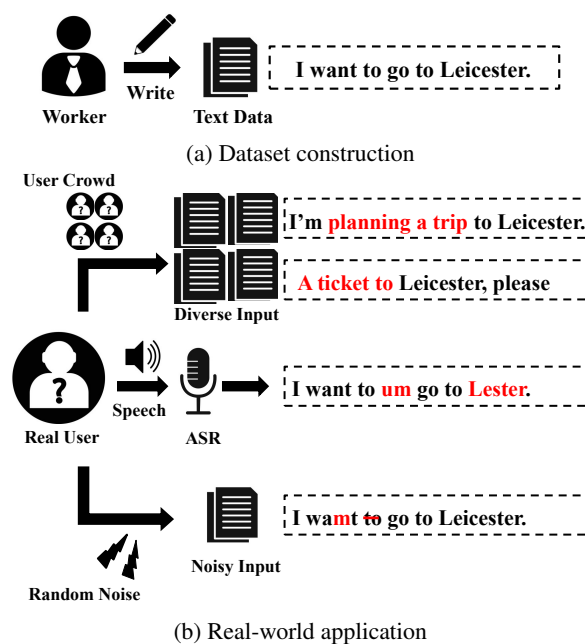 I want to go to Leicester.
Write
Worker
Text Data
(a) Dataset construction
User Crowd
? ?
? ?
I'm planning a trip to Leicester.
A ticket to Leicester, please
Diverse Input
?
I want to um go to Lester.
Speech
Real User
ASR
I wamt to go to Leicester.
Noisy Input
Random Noise
(b) Real-world application